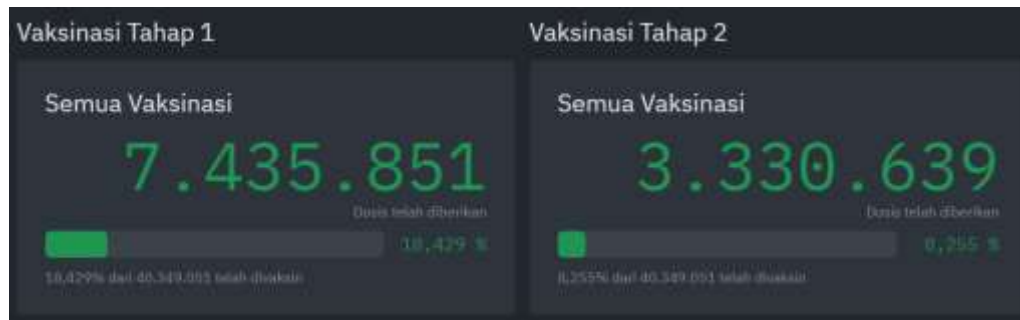 Vaksinasi Tahap 1
Semua Vaksinasi
7.435.851
Dosis telah diberikan
18,429 %
18,429% dari 40.349.051 telah divaksin
Vaksinasi Tahap 2
Semua Vaksinasi
3.330.639
Dosis telah diberikan
8,255 %
8,255% dari 40.349.051 telah divaksin